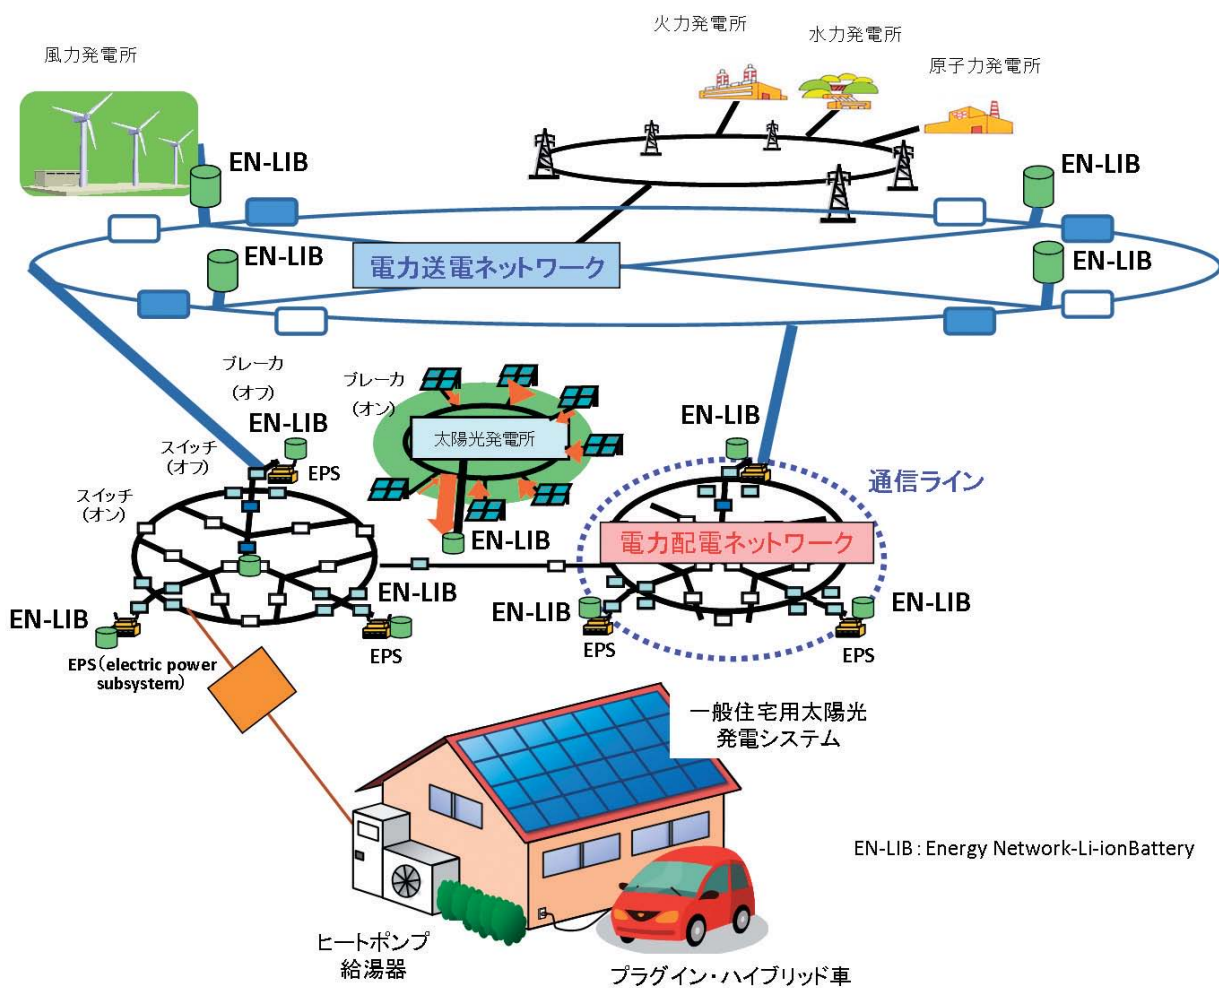 火力発電所
水力発電所
原子力発電所
風力発電所
EN-LIB
EN-LIB
EN-LIB
EN-LIB
電力送電ネットワーク
ブレーカ
(オフ)
ブレーカ
(オン)
EN-LIB
EN-LIB
太陽光発電所
スイッチ
(オフ)
EPS
通信ライン
スイッチ
(オン)
EN-LIB
電力配電ネットワーク
EN-LIB
EN-LIB
EN-LIB
EN-LIB
EPS
EPS
EPS
EPS(electric power
subsystem)
一般住宅用太陽光
発電システム
EN-LIB：Energy Network-Li-ionBattery
ヒートポンプ
給湯器
プラグイン・ハイブリッド車